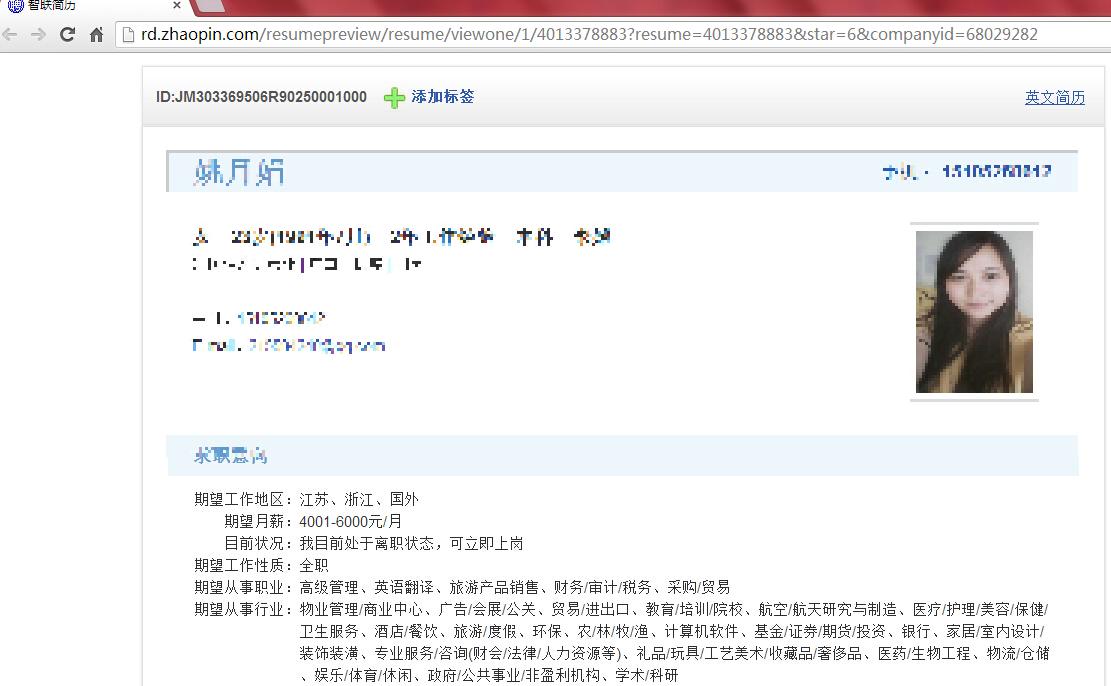 智联简历
rd.zhaopin.com/resumepreview/resume/viewone/1/4013378883?resume=4013378883&star=6&companyid=68029282
ID:JM303369506R90250001000 添加标签 英文简历
求职意向
期望工作地区：江苏、浙江、国外
期望月薪：4001-6000元/月
目前状况：我目前处于离职状态，可立即上岗
期望工作性质：全职
期望从事职业：高级管理、英语翻译、旅游产品销售、财务/审计/税务、采购/贸易
期望从事行业：物业管理/商业中心、广告/会展/公关、贸易/进出口、教育/培训/院校、航空/航天研究与制造、医疗/护理/美容/保健/
卫生服务、酒店/餐饮、旅游/度假、环保、农/林/牧/渔、计算机软件、基金/证券/期货/投资、银行、家居/室内设计/
装饰装潢、专业服务/咨询(财会/法律/人力资源等)、礼品/玩具/工艺美术/收藏品/奢侈品、医药/生物工程、物流/仓储
、娱乐/体育/休闲、政府/公共事业/非盈利机构、学术/科研